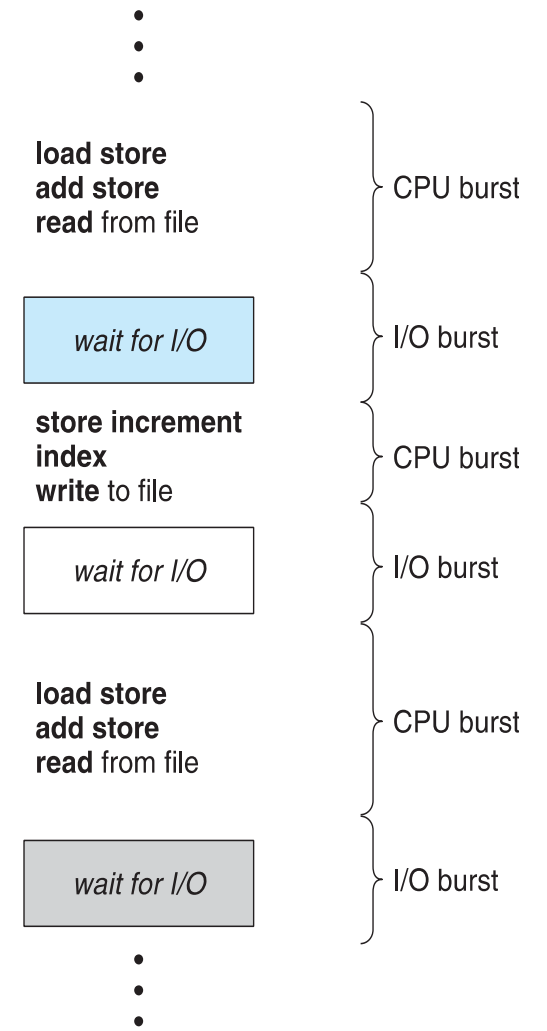 load store
add store
read from file
CPU burst
wait for I/O
I/O burst
store increment
index
write to file
CPU burst
wait for I/O
I/O burst
load store
add store
read from file
CPU burst
wait for I/O
I/O burst